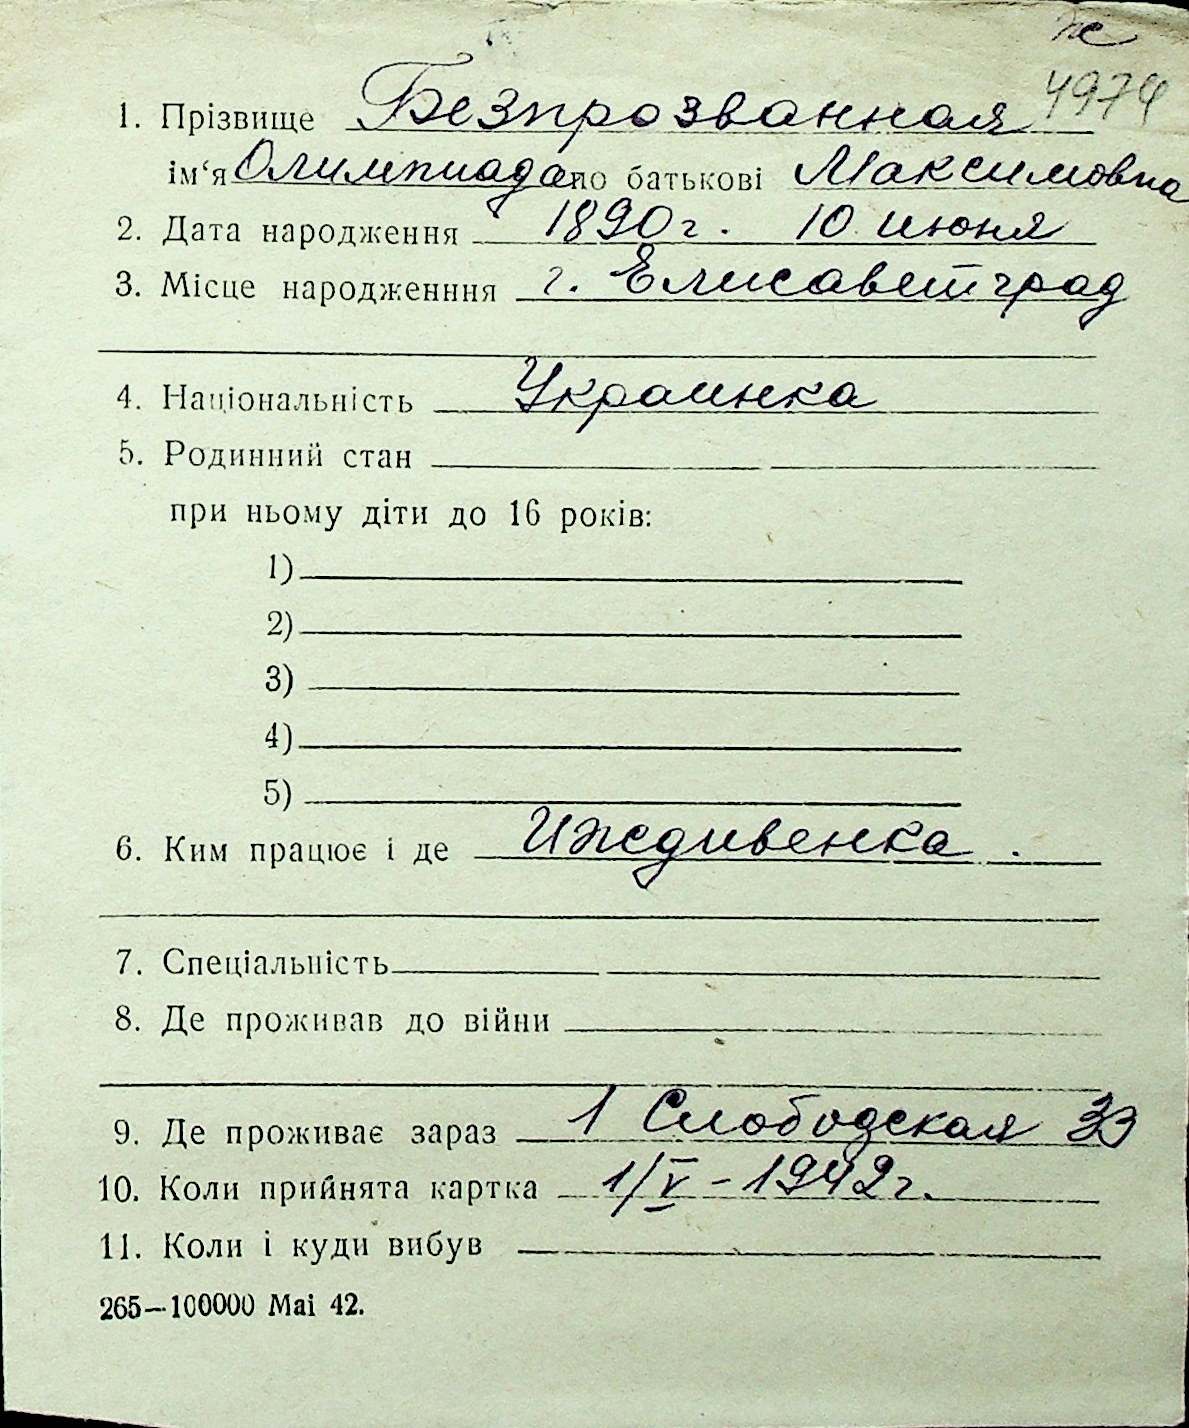 ж
4974
1. Прізвище Безпрозванная
ім‘я Олимпиада по батькові Максимовна
2. Дата народження 1890 г. 10 июня
3. Місце народженння г. Елисаветград
4. Національність Украинка
5. Родинний стан
при ньому діти до 16 років:
1)
2)
3)
4)
5)
6. Ким працює і де Иждивенка.
7. Спеціальність
8. Де проживав до війни
9. Де проживає зараз 1 Слободская 33
10. Коли прийнята картка 1/V - 1942 г.
11. Коли і куди вибув
265—100000 Mai 42.